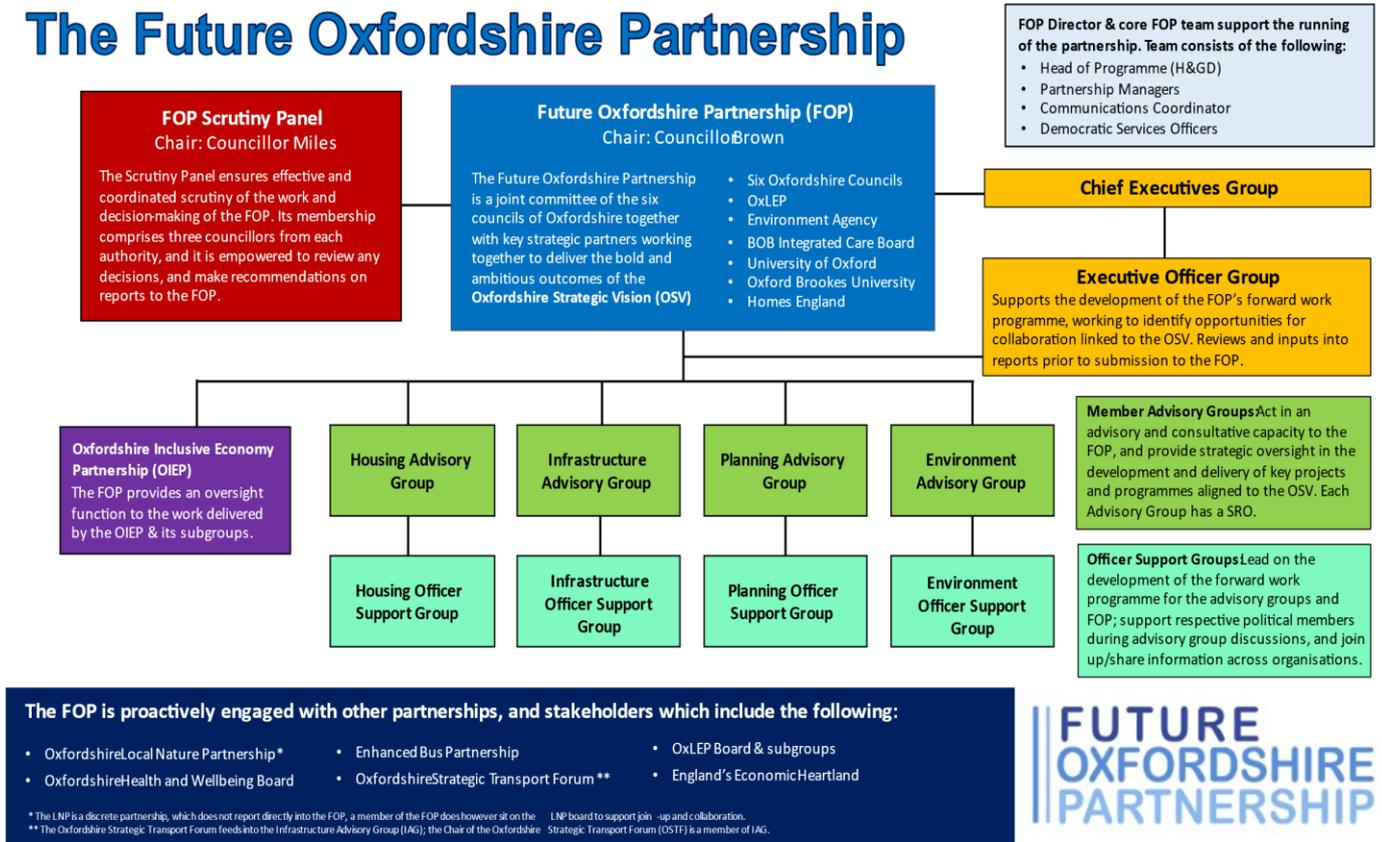 The Future Oxfordshire Partnership
FOP Director & core FOP team support the running
of the partnership. Team consists of the following:
• Head of Programme (H&GD)
• Partnership Managers
• Communications Coordinator
• Democratic Services Officers
FOP Scrutiny Panel
Chair: Councillor Miles
The Scrutiny Panel ensures effective and
coordinated scrutiny of the work and
decision-making of the FOP. Its membership
comprises three councillors from each
authority, and it is empowered to review any
decisions, and make recommendations on
reports to the FOP.
Future Oxfordshire Partnership (FOP)
Chair: Councillor Brown
The Future Oxfordshire Partnership
is a joint committee of the six
councils of Oxfordshire together
with key strategic partners working
together to deliver the bold and
ambitious outcomes of the
Oxfordshire Strategic Vision (OSV)
• Six Oxfordshire Councils
• OxLEP
• Environment Agency
• BOB Integrated Care Board
• University of Oxford
• Oxford Brookes University
• Homes England
Chief Executives Group
Executive Officer Group
Supports the development of the FOP's forward work
programme, working to identify opportunities for
collaboration linked to the OSV. Reviews and inputs into
reports prior to submission to the FOP.
Oxfordshire Inclusive Economy
Partnership (OIEP)
The FOP provides an oversight
function to the work delivered
by the OIEP & its subgroups.
Housing Advisory
Group
Infrastructure
Advisory Group
Planning Advisory
Group
Environment
Advisory Group
Member Advisory Groups: Act in an
advisory and consultative capacity to the
FOP, and provide strategic oversight in the
development and delivery of key projects
and programmes aligned to the OSV. Each
Advisory Group has a SRO.
Housing Officer
Support Group
Infrastructure
Officer Support
Group
Planning Officer
Support Group
Environment
Officer Support
Group
Officer Support Groups: Lead on the
development of the forward work
programme for the advisory groups and
FOP; support respective political members
during advisory group discussions, and join
up/share information across organisations.
The FOP is proactively engaged with other partnerships, and stakeholders which include the following:
• Oxfordshire Local Nature Partnership*
• Oxfordshire Health and Wellbeing Board
• Enhanced Bus Partnership
• Oxfordshire Strategic Transport Forum **
• OxLEP Board & subgroups
• England's Economic Heartland
* The LNP is a discrete partnership, which does not report directly into the FOP, a member of the FOP does however sit on the LNP board to support join -up and collaboration.
** The Oxfordshire Strategic Transport Forum feeds into the Infrastructure Advisory Group (IAG); the Chair of the Oxfordshire Strategic Transport Forum (OSTF) is a member of IAG.
FUTURE
OXFORDSHIRE
PARTNERSHIP